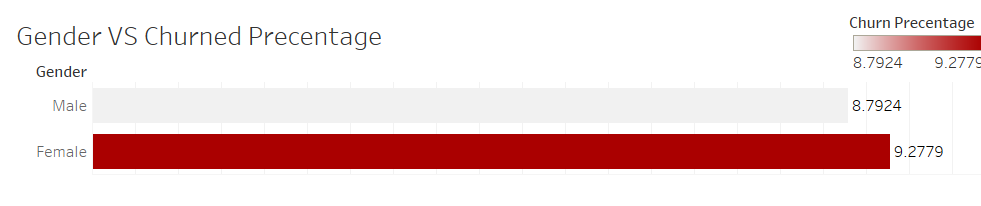 Gender VS Churned Precentage
Churn Precentage
8.7924 9.2779
Gender
Male 8.7924
Female 9.2779